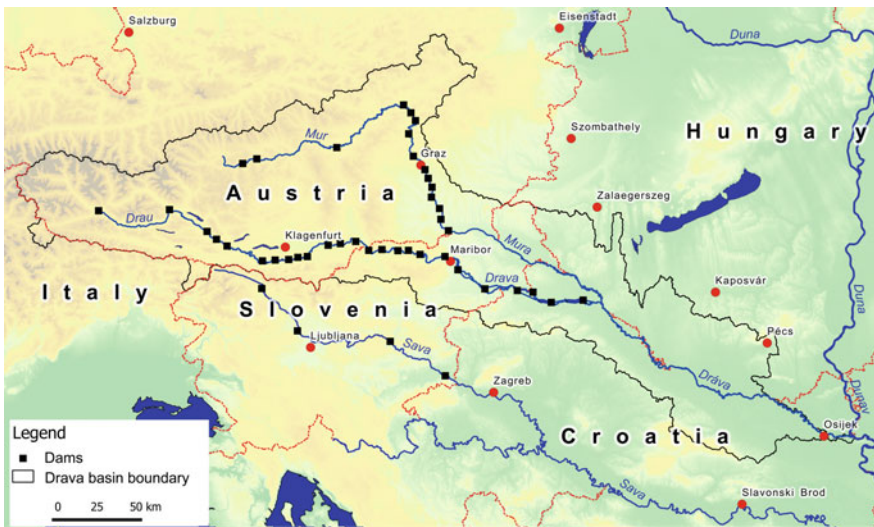 Salzburg
Eisenstadt
Duna
Mur
Szombathely
Hungary
Graz
Austria
Zalaegerszeg
Drau
Klagenfurt
Mura
Maribor
Drava
Italy
Slovenia
Kaposvár
Duna
Ljubljana
Sava
Pécs
Zagreb
Dráva
Dunav
Osijek
Croatia
Legend
Dams
Drava basin boundary
0 25 50 km
Sava
Slavonski Brod